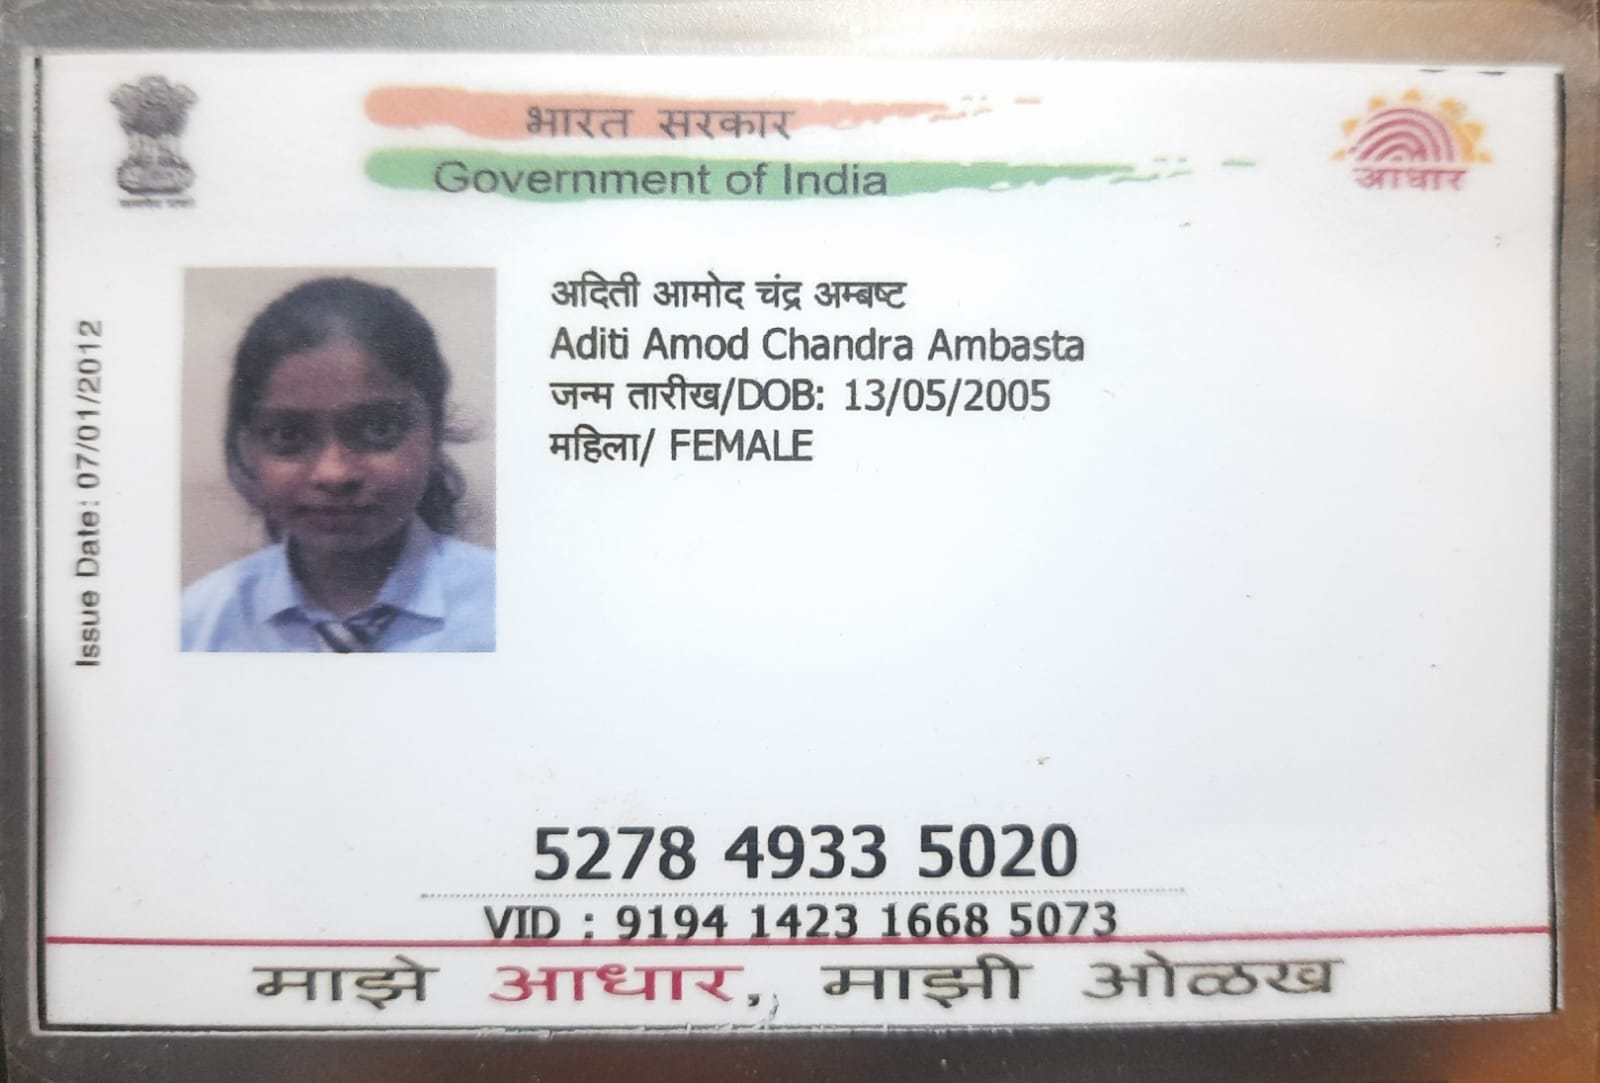 भारत सरकार
Government of India
आधार
Issue Date: 07/01/2012
अदिती आमोद चंद्र अम्बष्ट
Aditi Amod Chandra Ambasta
जन्म तारीख/DOB: 13/05/2005
महिला/ FEMALE
5278 4933 5020
VID : 9194 1423 1668 5073
माझे आधार, माझी ओळख